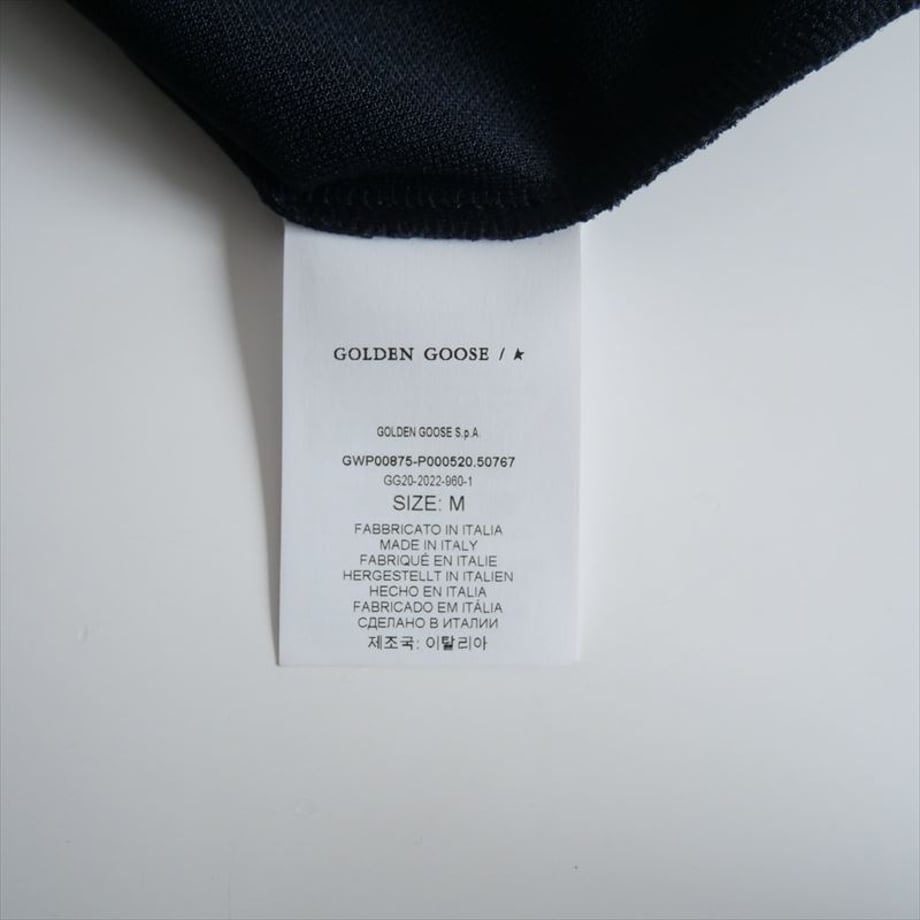 GOLDEN GOOSE / ★
GOLDEN GOOSE S.p.A.
GWP00875-P000520.50767
GG20-2022-960-1
SIZE: M
FABBRICATO IN ITALIA
MADE IN ITALY
FABRIQUÉ EN ITALIE
HERGESTELLT IN ITALIEN
HECHO EN ITALIA
FABRICADO EM ITÁLIA
СДЕЛАНО В ИТАЛИИ
제조국: 이탈리아